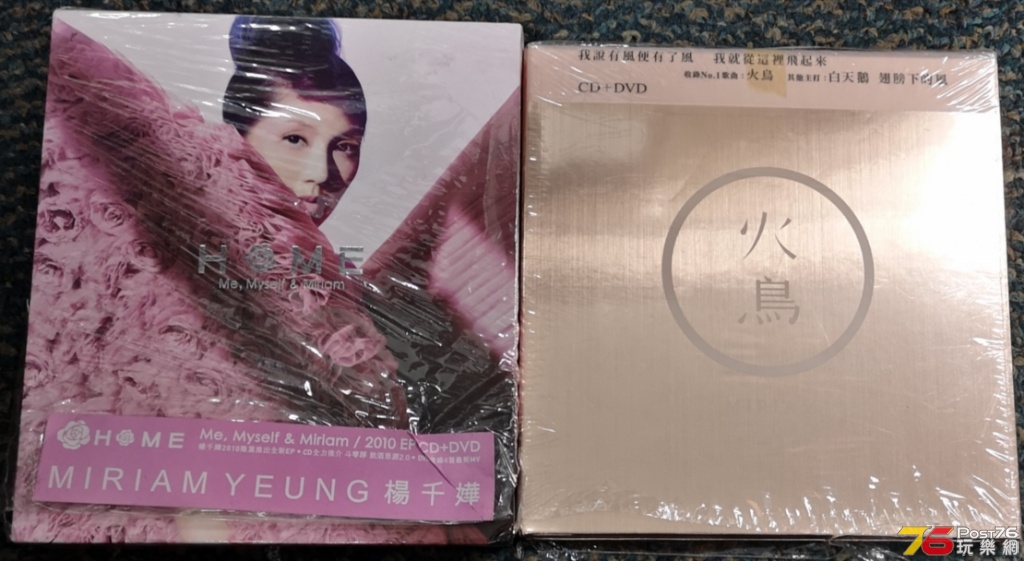 HOME
Me, Myself & Miriam
HOME Me, Myself & Miriam / 2010 EP CD+DVD
MIRIAM YEUNG 楊千嬅
我說有風便有了風 我就從這裡飛起來
收錄No.1歌曲:火鳥 其他主打:白天鵝 翅膀下的風
CD+DVD
火
鳥
76 Post76
玩樂網